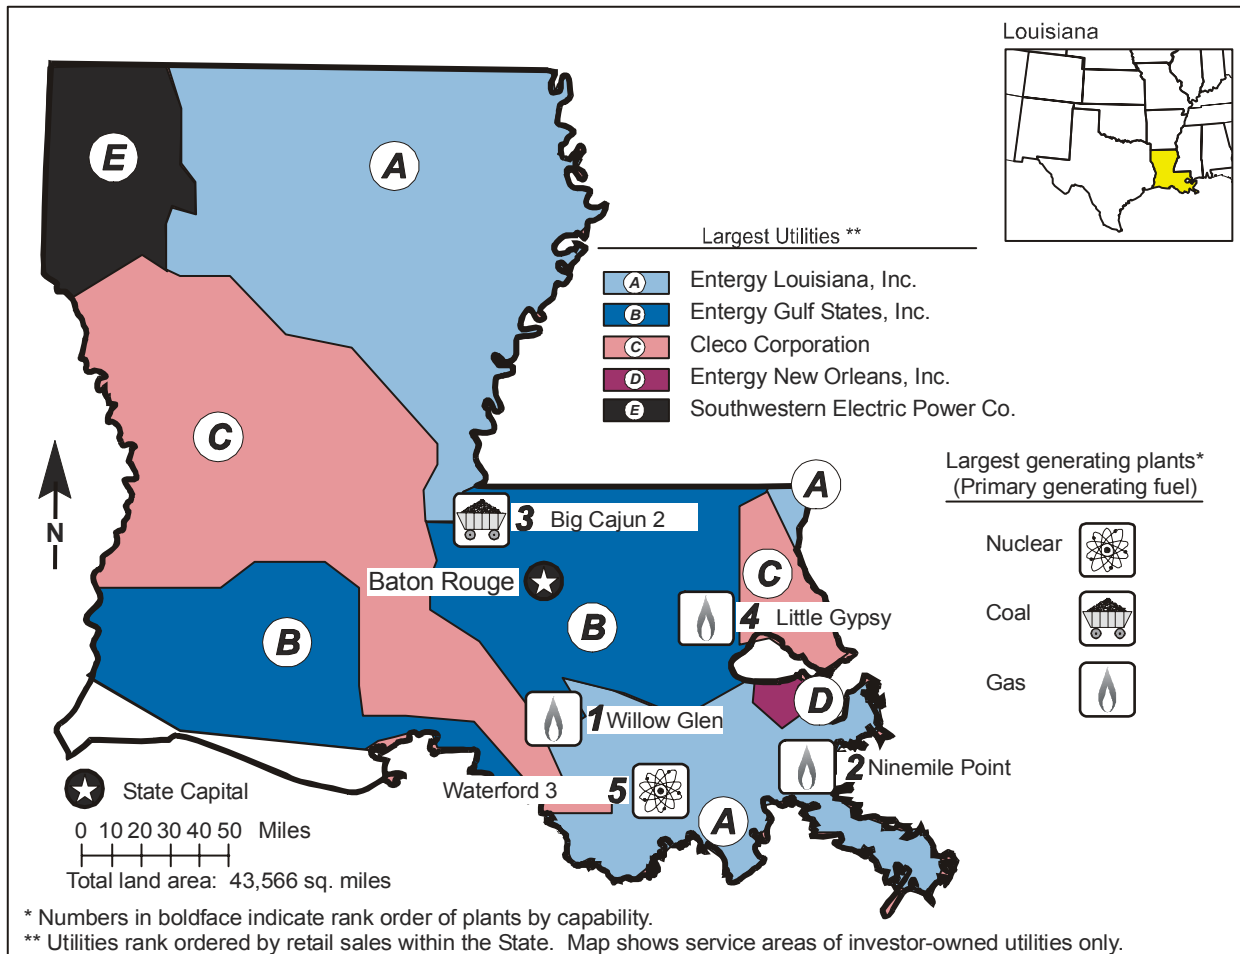 Louisiana
E
A
Largest Utilities **
A Entergy Louisiana, Inc.
B Entergy Gulf States, Inc.
C Cleco Corporation
D Entergy New Orleans, Inc.
E Southwestern Electric Power Co.
C
Largest generating plants*
(Primary generating fuel)
A
N
3 Big Cajun 2
Nuclear
Baton Rouge
C
B
B
4 Little Gypsy
Coal
Gas
D
1 Willow Glen
2 Ninemile Point
Waterford 3 5
A
State Capital
0 10 20 30 40 50 Miles
Total land area: 43,566 sq. miles
* Numbers in boldface indicate rank order of plants by capability.
** Utilities rank ordered by retail sales within the State. Map shows service areas of investor-owned utilities only.